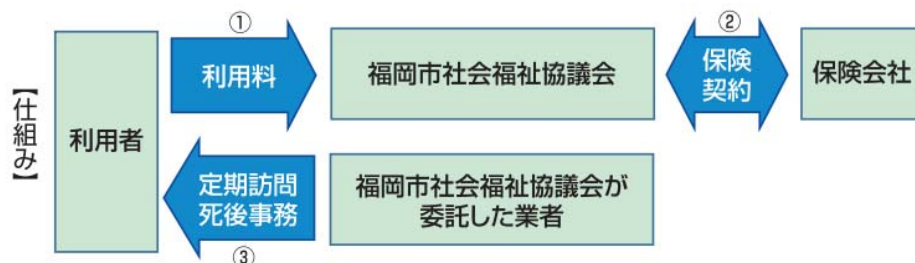 【仕組み】
利用者
①
利用料
福岡市社会福祉協議会
②
保険
契約
保険会社
定期訪問
死後事務
③
福岡市社会福祉協議会が
委託した業者